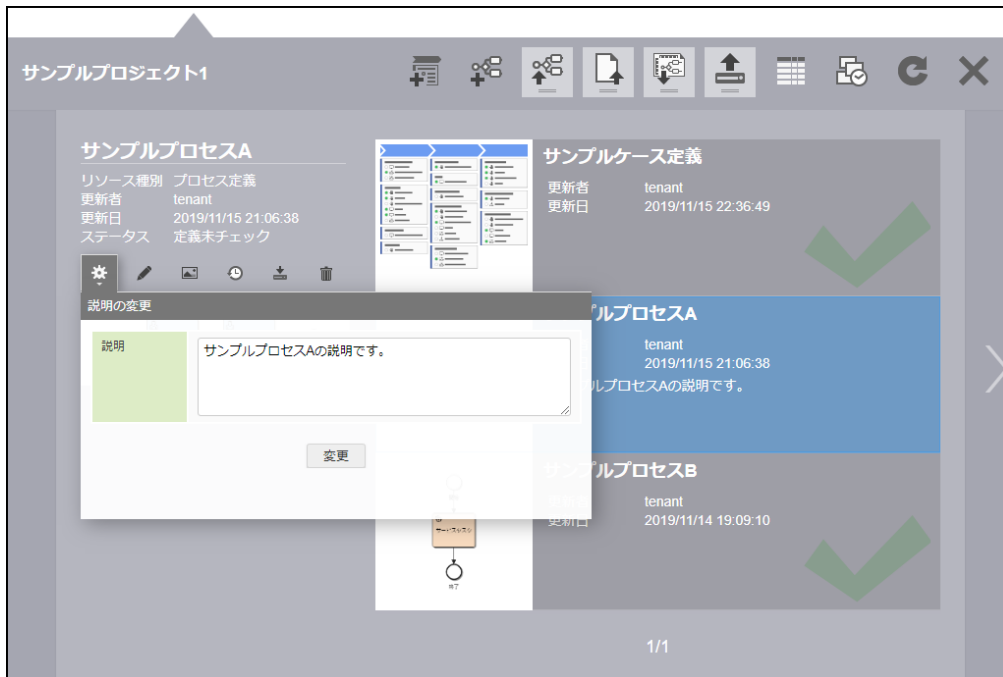 サンプルプロジェクト1
サンプルプロセスA
リソース種別 プロセス定義
更新者 tenant
更新日 2019/11/15 21:06:38
ステータス 定義未チェック
説明の変更
説明
サンプルプロセスAの説明です。
変更
サンプルケース定義
更新者 tenant
更新日 2019/11/15 22:36:49
ルプロセスA
tenant
2019/11/15 21:06:38
ルプロセスAの説明です。
サンプルプロセスB
tenant
更新日 2019/11/14 19:09:10
終了
1/1